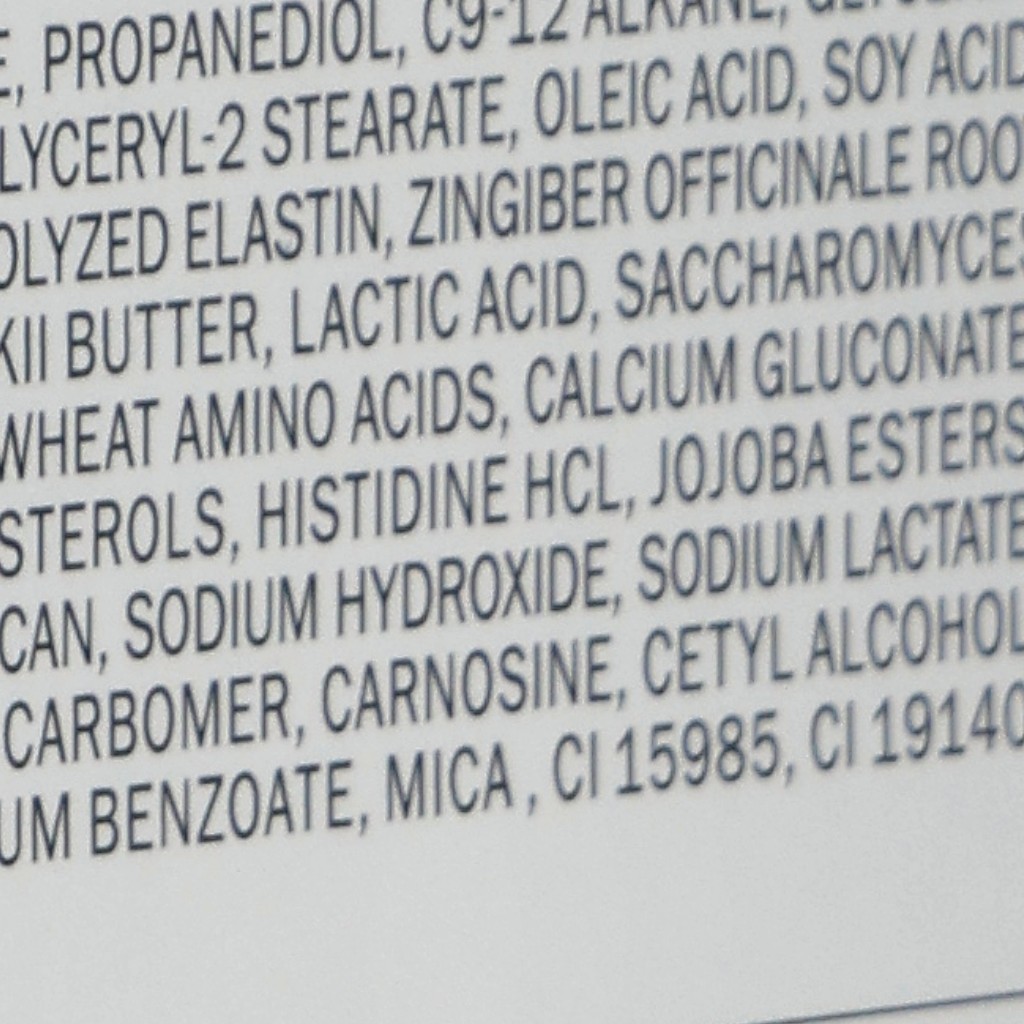 E, PROPANEDIOL, C9-12 ALKANE,
LYCERYL-2 STEARATE, OLEIC ACID, SOY ACID
OLYZED ELASTIN, ZINGIBER OFFICINALE ROO
KII BUTTER, LACTIC ACID, SACCHAROMYCES
WHEAT AMINO ACIDS, CALCIUM GLUCONATE
STEROLS, HISTIDINE HCL, JOJOBA ESTERS
CAN, SODIUM HYDROXIDE, SODIUM LACTATE
CARBOMER, CARNOSINE, CETYL ALCOHOL
UM BENZOATE, MICA , CI 15985, CI 19140